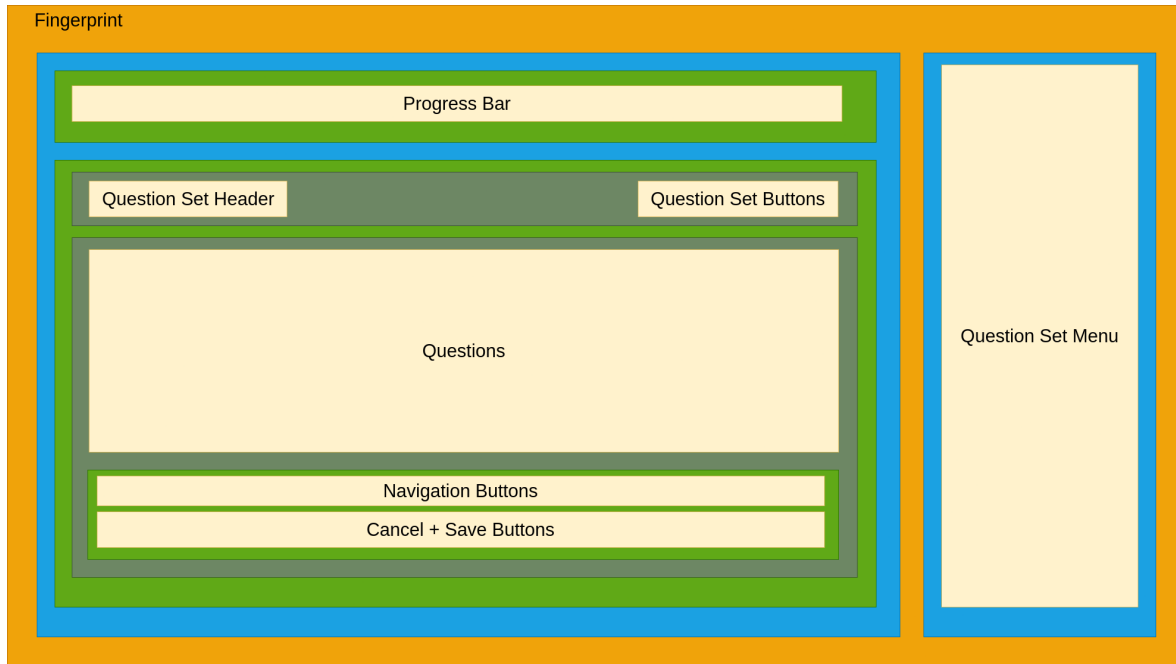 Fingerprint
Progress Bar
Question Set Header
Question Set Buttons
Questions
Navigation Buttons
Cancel + Save Buttons
Question Set Menu